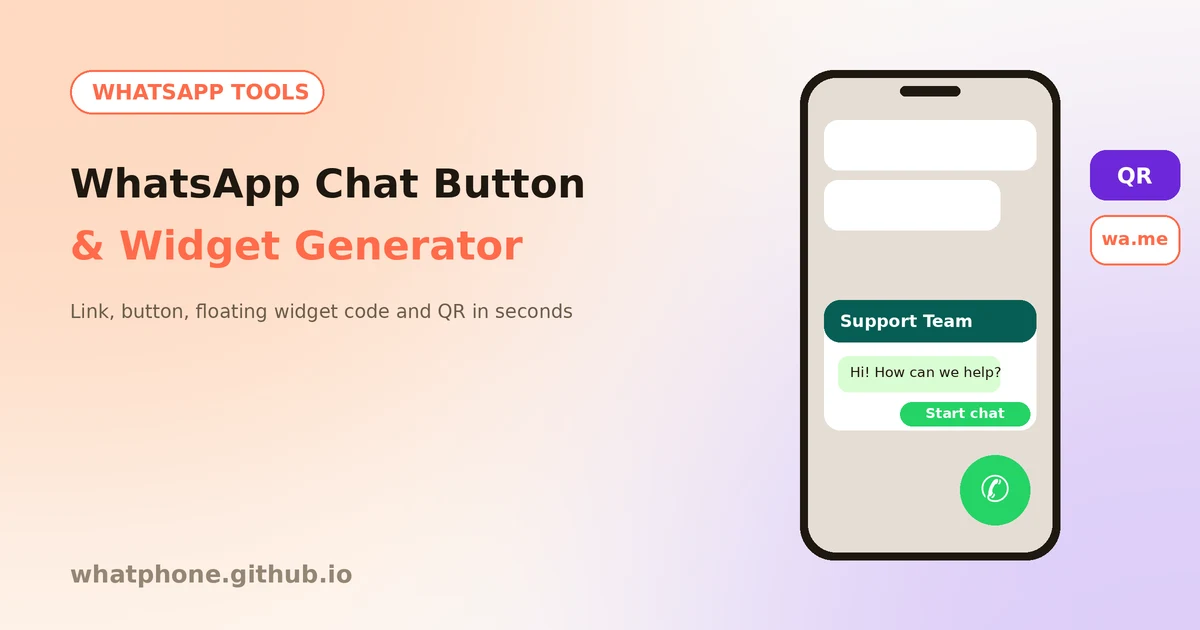 WHATSAPP TOOLS
WhatsApp Chat Button
& Widget Generator
Link, button, floating widget code and QR in seconds
whatphone.github.io
Support Team
Hi! How can we help?
Start chat
✆
QR
wa.me